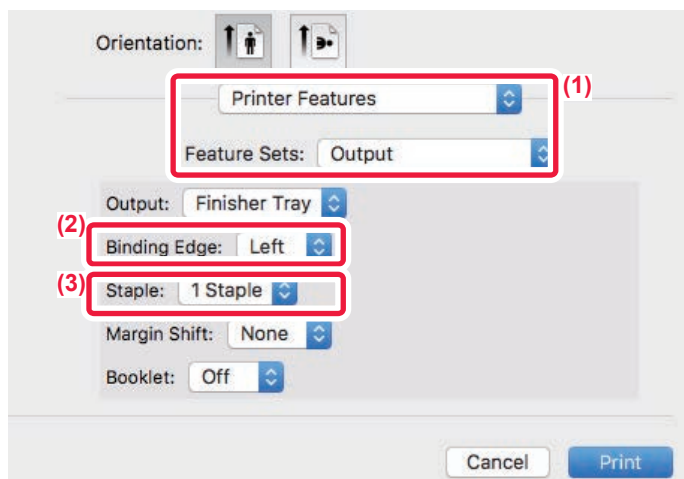 Orientation:
Printer Features
(1)
Feature Sets: Output
Output: Finisher Tray
(2)
Binding Edge: Left
(3)
Staple: 1 Staple
Margin Shift: None
Booklet: Off
Cancel Print